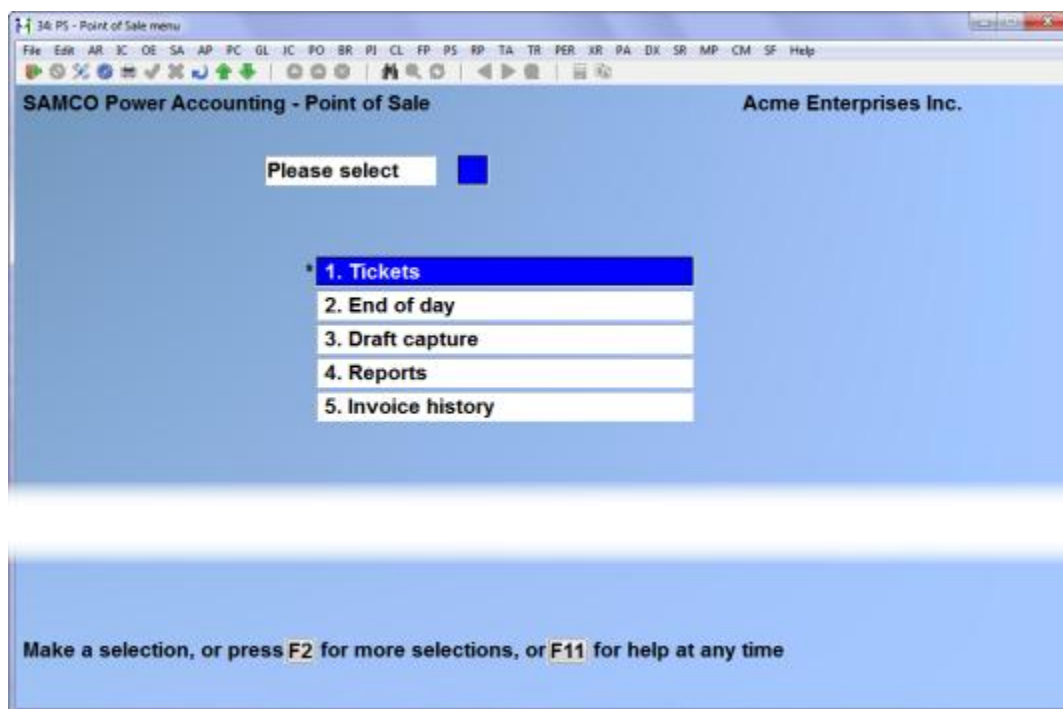 34: PS - Point of Sale menu
File Edit AR IC OE SA AP PC GL JC PO BR PJ CL FP PS RP TA TR PER XR PA DX SR MP CM SF Help
SAMCO Power Accounting - Point of Sale Acme Enterprises Inc.
Please select
* 1. Tickets
2. End of day
3. Draft capture
4. Reports
5. Invoice history
Make a selection, or press F2 for more selections, or F11 for help at any time